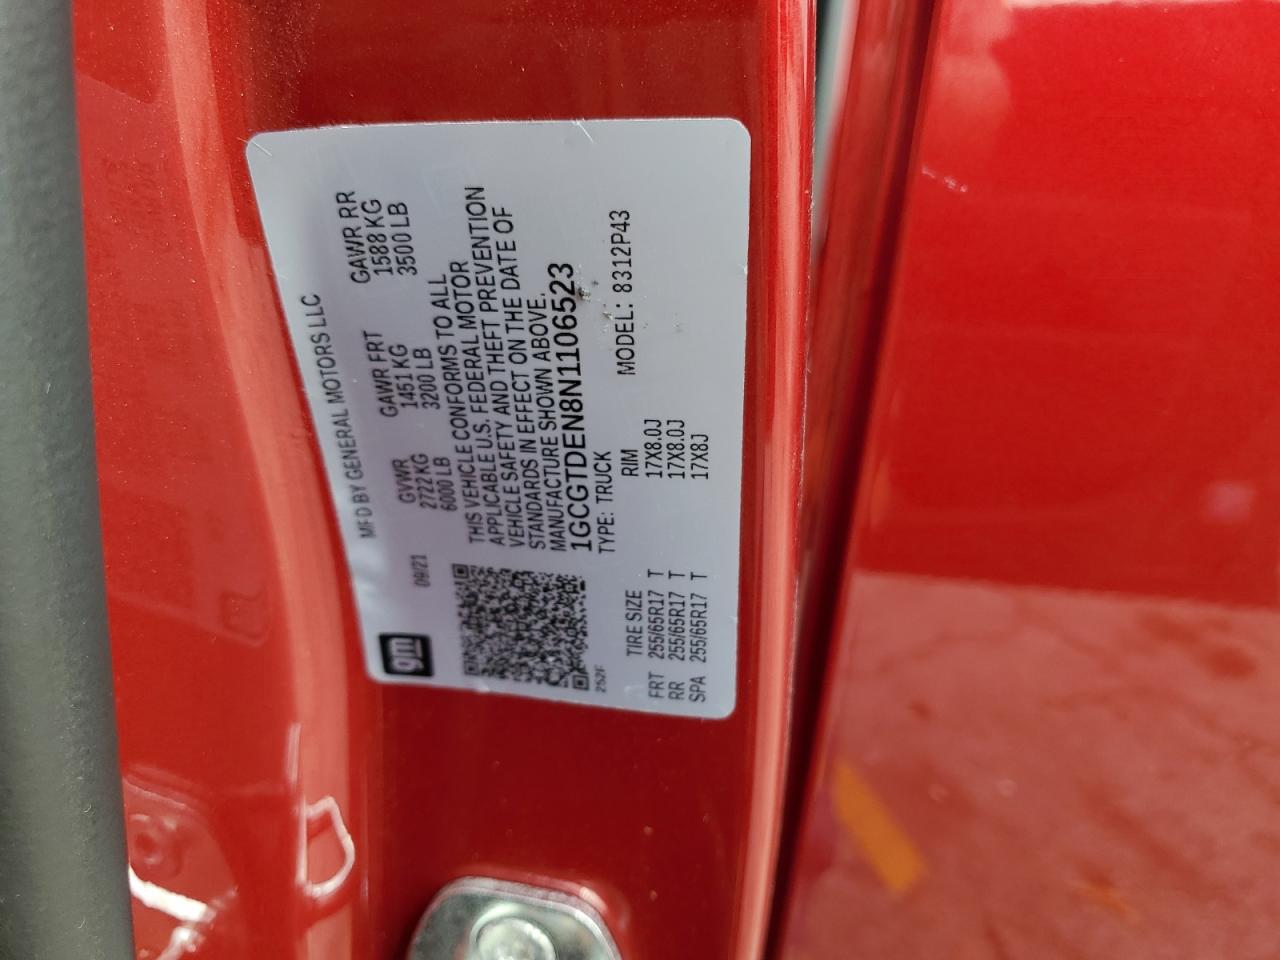 MFD BY GENERAL MOTORS LLC
gm 09/21 GVWR GAWR FRT GAWR RR
2722 KG 1451 KG 1588 KG
6000 LB 3200 LB 3500 LB
THIS VEHICLE CONFORMS TO ALL
APPLICABLE U.S. FEDERAL MOTOR
VEHICLE SAFETY AND THEFT PREVENTION
STANDARDS IN EFFECT ON THE DATE OF
MANUFACTURE SHOWN ABOVE.
1GCGTDEN8N1106523
252F TYPE: TRUCK MODEL: 8312P43
TIRE SIZE RIM
FRT 255/65R17 T 17X8.0J
RR 255/65R17 T 17X8.0J
SPA 255/65R17 T 17X8J